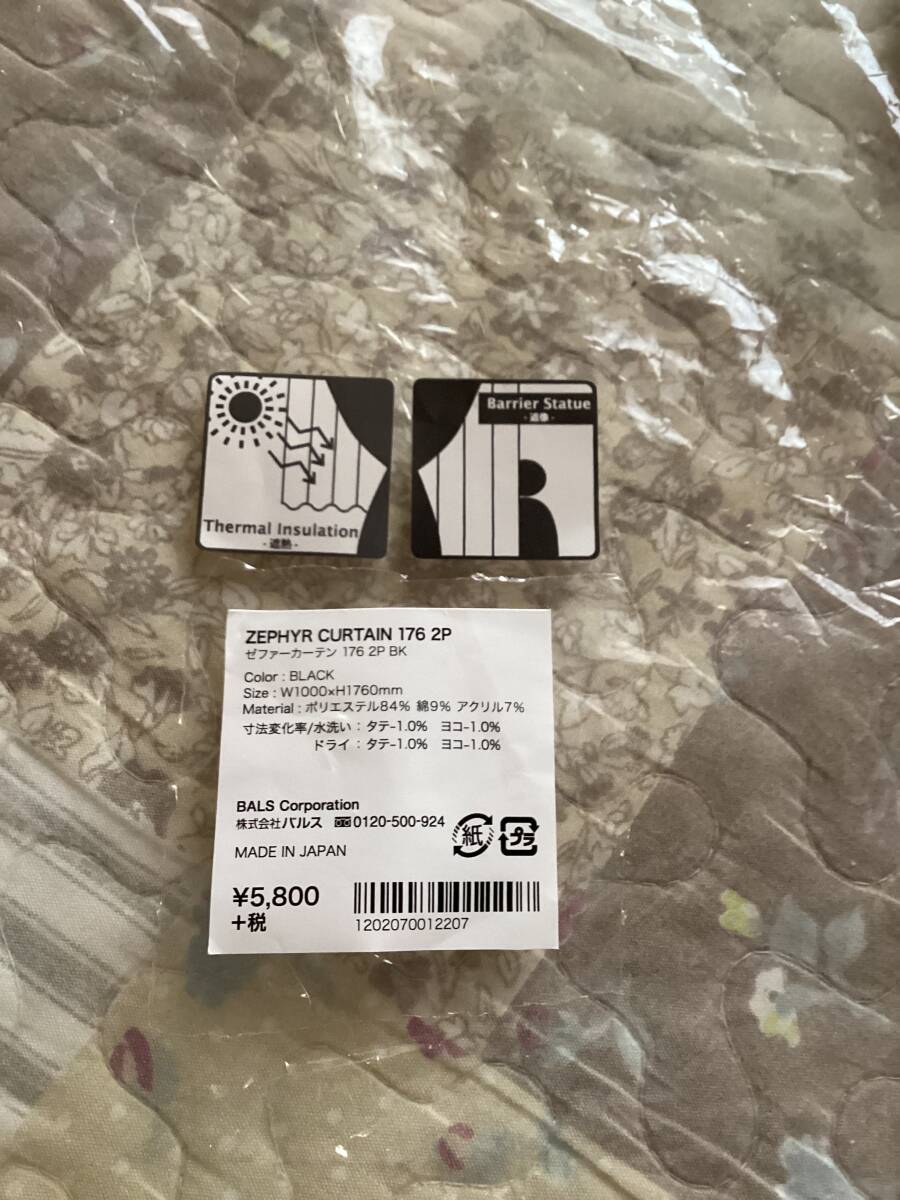 Thermal Insulation
-遮熱-
Barrier Statue
-遮像-
ZEPHYR CURTAIN 176 2P
ゼファーカーテン 176 2P BK
Color : BLACK
Size : W1000×H1760mm
Material : ポリエステル84% 綿9% アクリル7%
寸法変化率/水洗い : タテ-1.0% ヨコ-1.0%
ドライ : タテ-1.0% ヨコ-1.0%
BALS Corporation
株式会社バルス 0120-500-924
紙 プラ
MADE IN JAPAN
¥5,800
+税
1202070012207